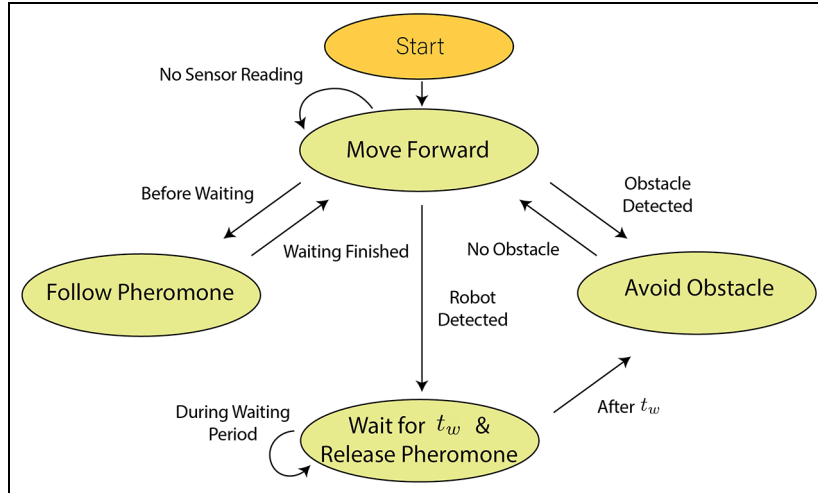 Start
No Sensor Reading
Move Forward
Before Waiting
Obstacle
Detected
Waiting Finished
No Obstacle
Follow Pheromone
Robot
Detected
Avoid Obstacle
During Waiting
Period
Wait for t_w &
Release Pheromone
After t_w